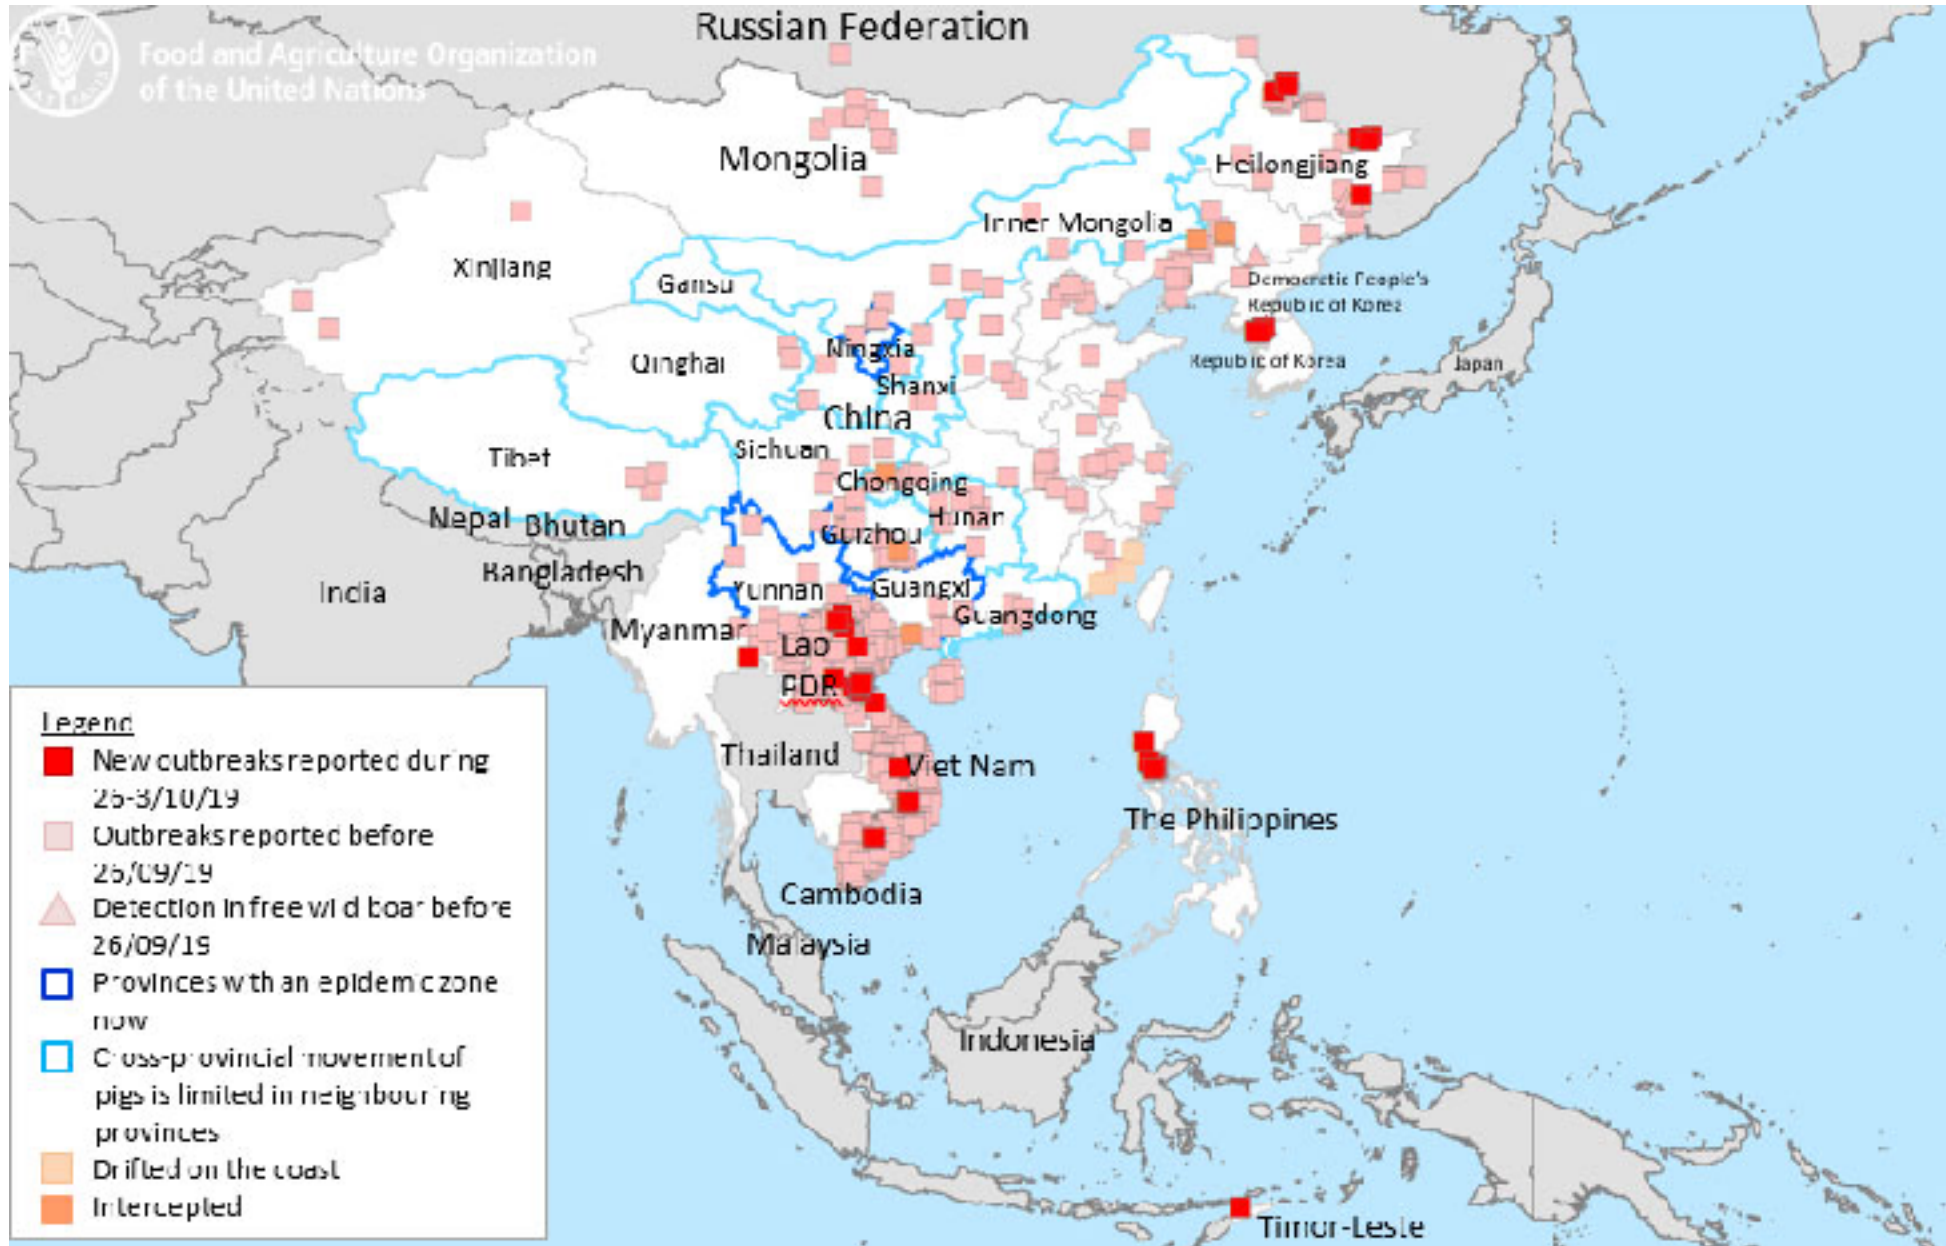 Russian Federation
Food and Agriculture Organization
of the United Nations
F A O
FIAT PANIS
Mongolia
Heilongjiang
Inner Mongolia
Xinjiang
Gansu
Democratic People's
Republic of Korea
Ningxia
Qinghai
Republic of Korea
Japan
Shanxi
China
Sichuan
Tibet
Chongqing
Nepal
Bhutan
Hunan
Guizhou
Bangladesh
India
Yunnan
Guangxi
Guangdong
Myanmar
Lao
PDR
Thailand
Viet Nam
The Philippines
Cambodia
Malaysia
Indonesia
Timor-Leste
Legend
New outbreaks reported during
26-3/10/19
Outbreaks reported before
26/09/19
Detection in free wild boar before
26/09/19
Provinces with an epidemic zone
now
Cross-provincial movement of
pigs is limited in neighbouring
provinces
Drifted on the coast
Intercepted